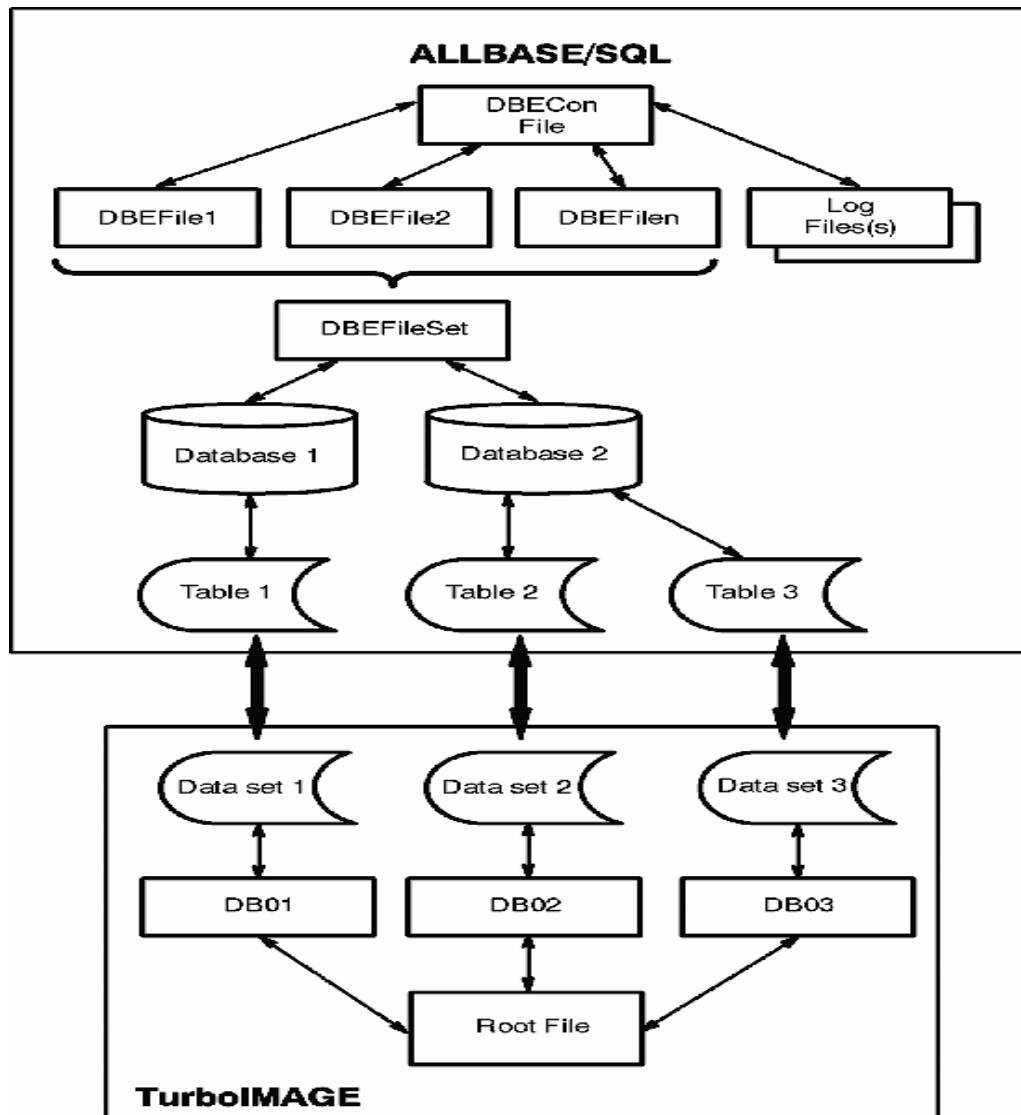 ALLBASE/SQL
DBECon
File
DBEFile1
DBEFile2
DBEFilen
Log
Files(s)
DBEFileSet
Database 1
Database 2
Table 1
Table 2
Table 3
Data set 1
Data set 2
Data set 3
DB01
DB02
DB03
Root File
TurboIMAGE